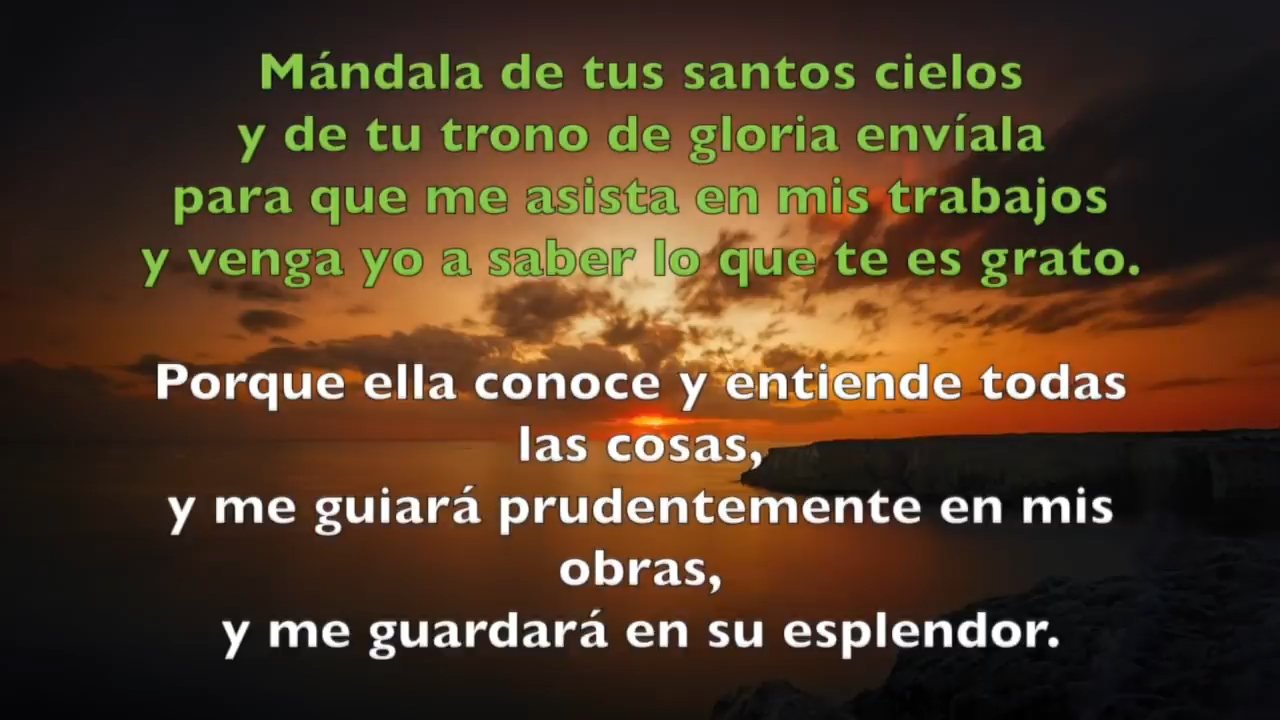 Mándala de tus santos cielos
y de tu trono de gloria envíala
para que me asista en mis trabajos
y venga yo a saber lo que te es grato.
Porque ella conoce y entiende todas
las cosas,
y me guiará prudentemente en mis
obras,
y me guardará en su esplendor.